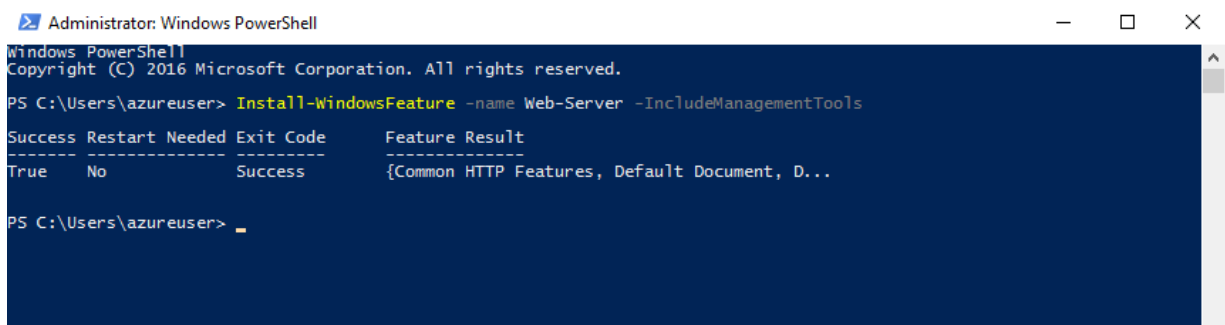 Administrator: Windows PowerShell
Windows PowerShell
Copyright (C) 2016 Microsoft Corporation. All rights reserved.
PS C:\Users\azureuser> Install-WindowsFeature -name Web-Server -IncludeManagementTools
Success Restart Needed Exit Code      Feature Result
------- -------------- ---------      --------------
True    No             Success        {Common HTTP Features, Default Document, D...
PS C:\Users\azureuser>